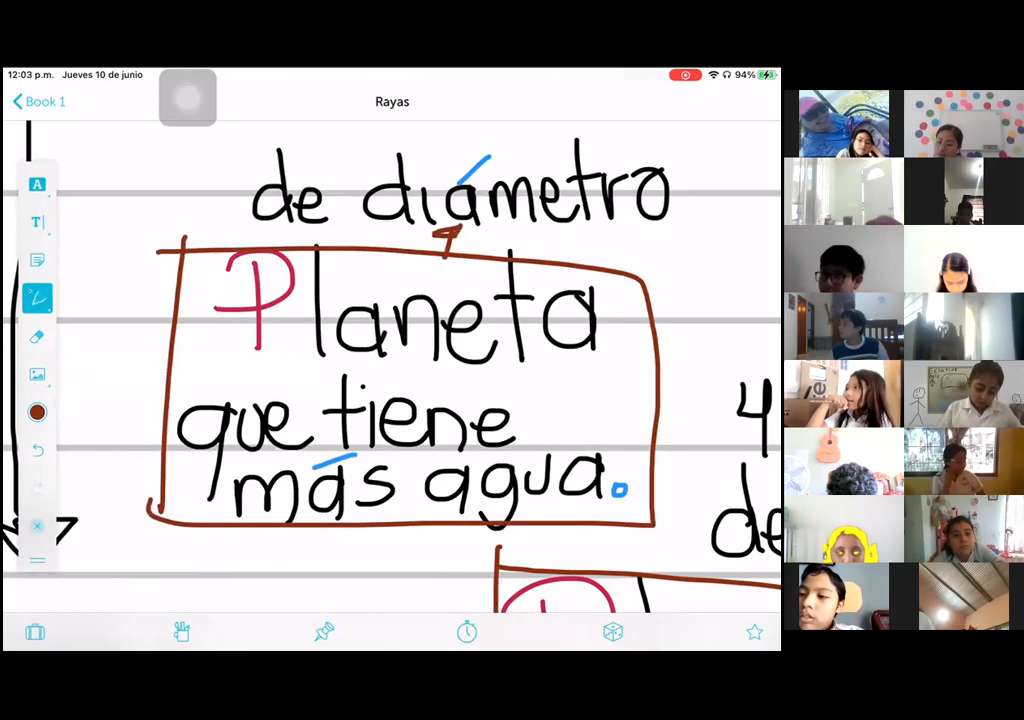 12:03 p.m. Jueves 10 de junio
94%
Book 1
Rayas
A
T
de diámetro
Planeta
que tiene
más agua.
4
de